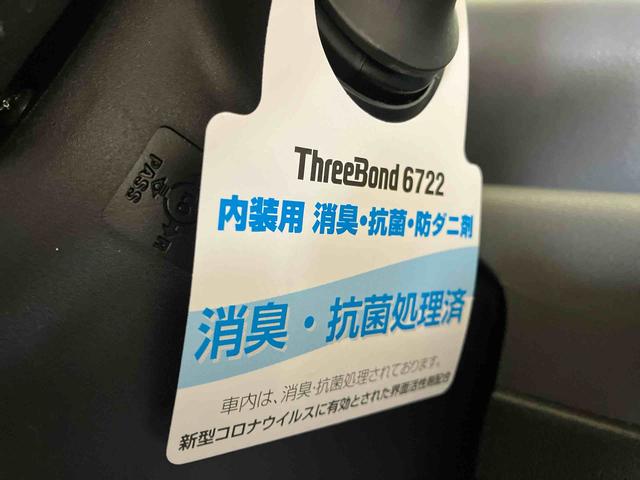 ThreeBond 6722
内装用 消臭・抗菌・防ダニ剤
消臭・抗菌処理済
車内は、消臭・抗菌処理されております。
新型コロナウイルスに有効とされた界面活性剤配合
PASS